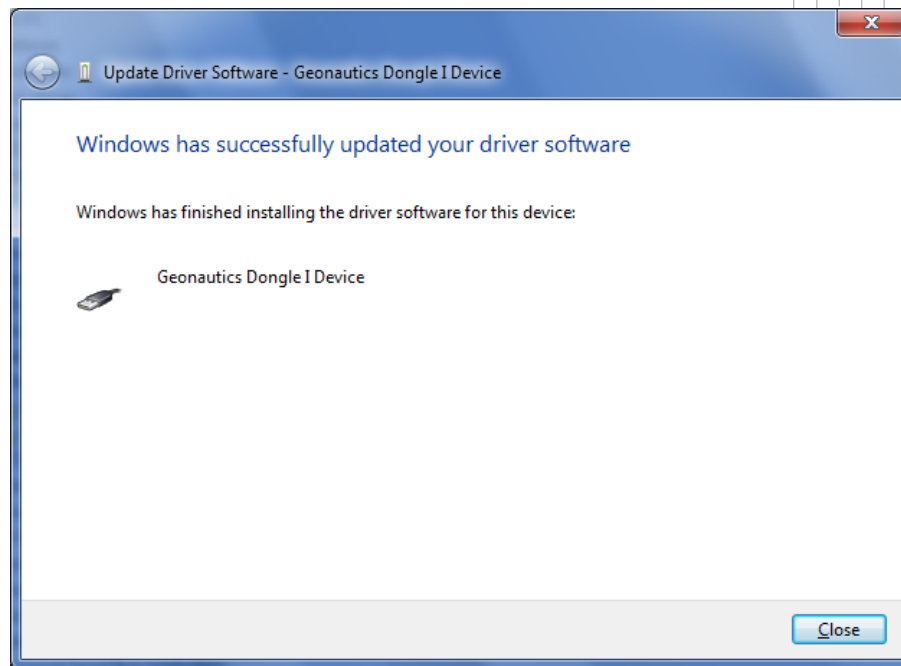 Update Driver Software - Geonautics Dongle I Device
Windows has successfully updated your driver software
Windows has finished installing the driver software for this device:
Geonautics Dongle I Device
Close